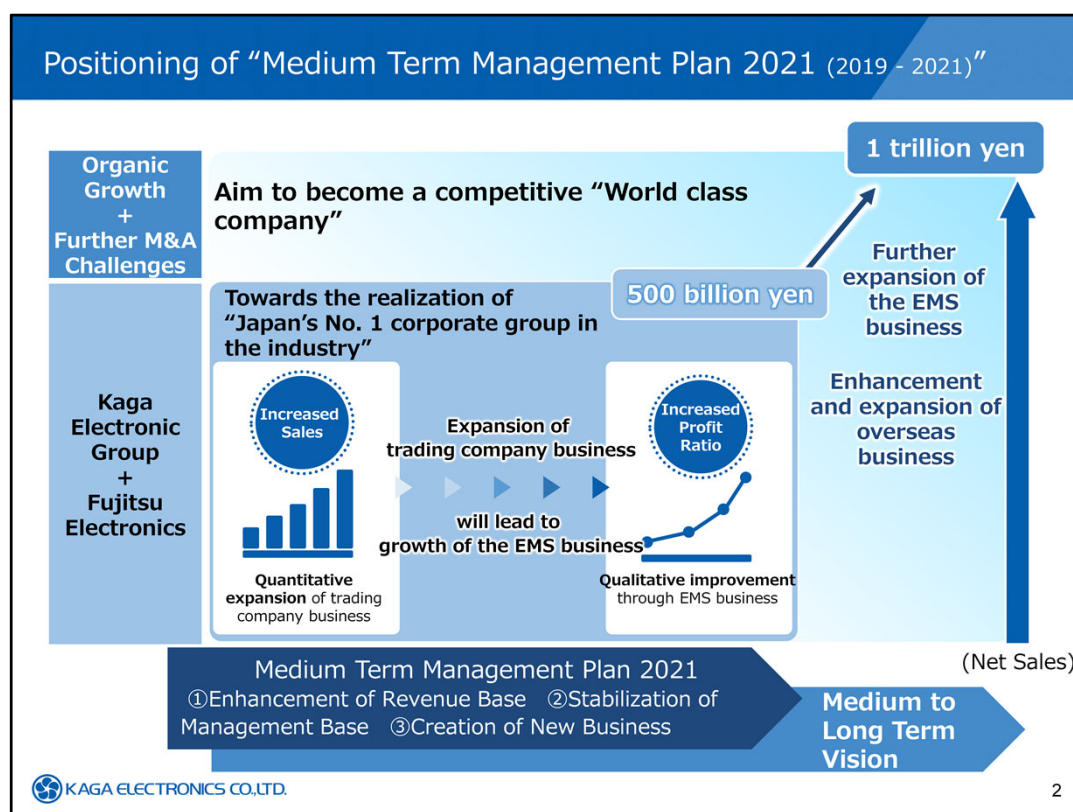 Positioning of “Medium Term Management Plan 2021 (2019 - 2021)”
1 trillion yen
Organic
Growth
+
Further M&A
Challenges
Aim to become a competitive “World class
company”
Further
expansion of
the EMS
business
Enhancement
and expansion of
overseas
business
500 billion yen
Towards the realization of
“Japan’s No. 1 corporate group in
the industry”
Kaga
Electronic
Group
+
Fujitsu
Electronics
Increased
Sales
Quantitative
expansion of trading
company business
Expansion of
trading company business
will lead to
growth of the EMS business
Increased
Profit
Ratio
Qualitative improvement
through EMS business
(Net Sales)
Medium Term Management Plan 2021
①Enhancement of Revenue Base ②Stabilization of
Management Base ③Creation of New Business
Medium to
Long Term
Vision
KAGA ELECTRONICS CO.,LTD.
2